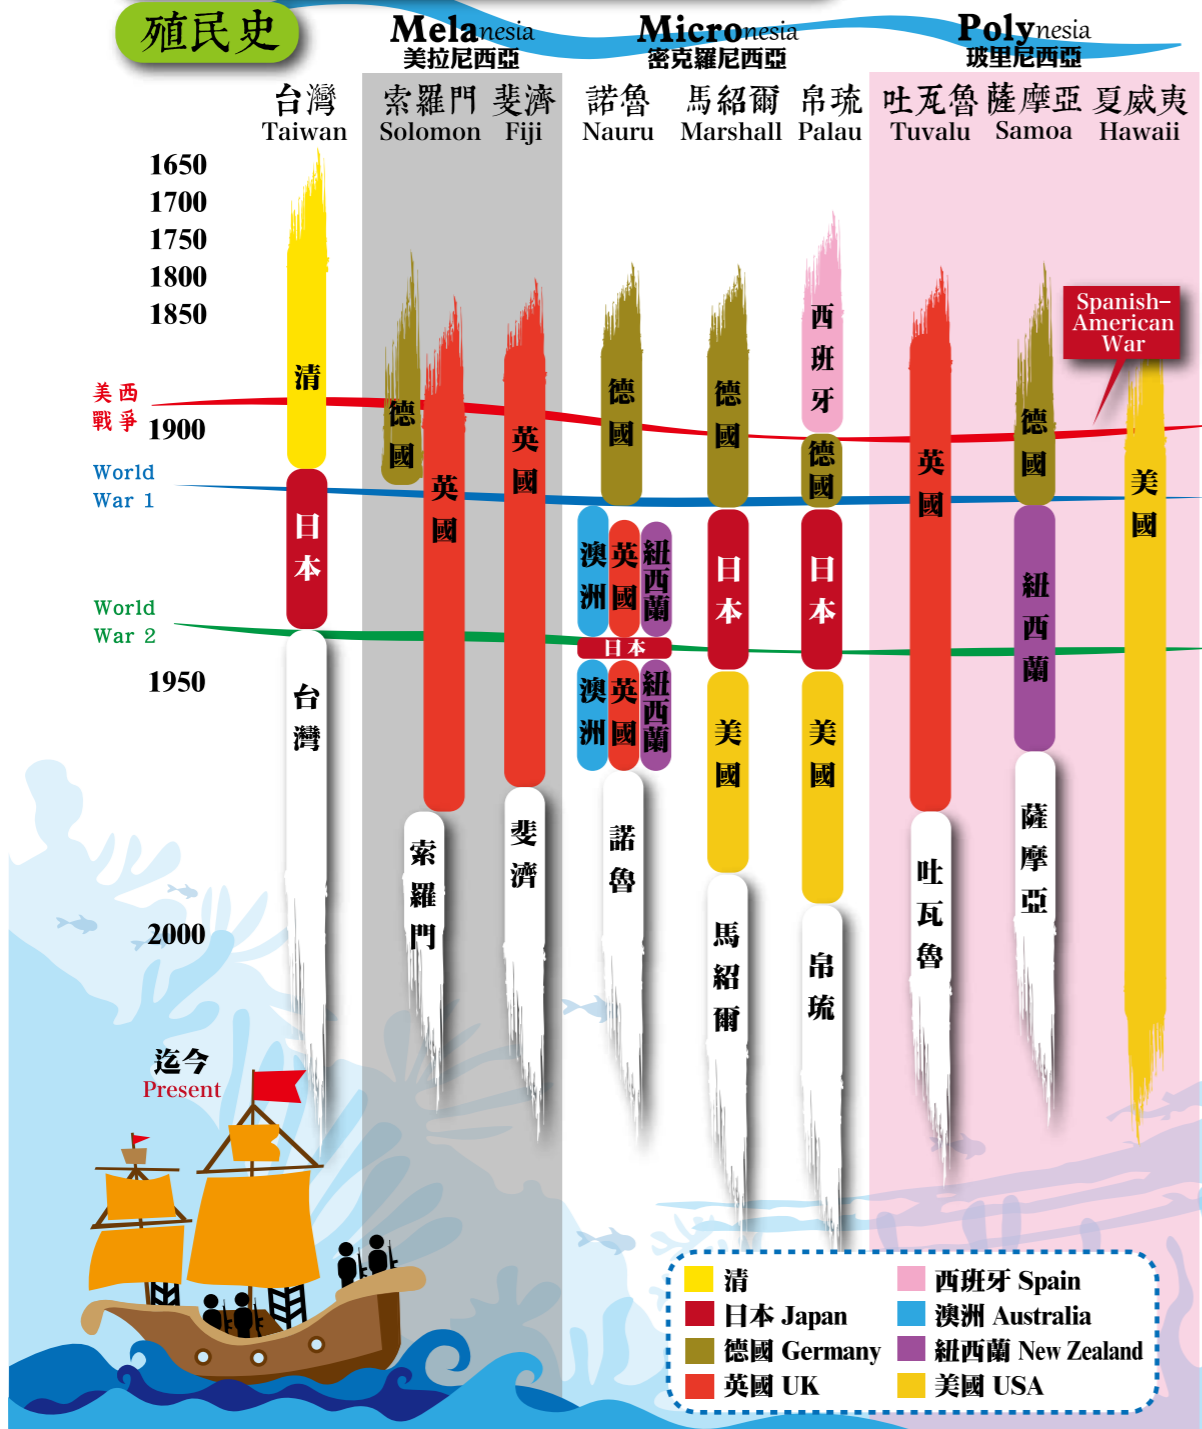 殖民史
Melanesia
美拉尼西亞
Micronesia
密克羅尼西亞
Polynesia
玻里尼西亞
台灣
Taiwan
索羅門
Solomon
斐濟
Fiji
諾魯
Nauru
馬紹爾
Marshall
帛琉
Palau
吐瓦魯
Tuvalu
薩摩亞
Samoa
夏威夷
Hawaii
1650
1700
1750
1800
1850
美西
戰爭
1900
World
War 1
World
War 2
1950
2000
迄今
Present
Spanish–
American
War
清
日本
台灣
德國
英國
索羅門
英國
斐濟
德國
澳洲
英國
紐西蘭
日本
澳洲
英國
紐西蘭
諾魯
德國
日本
美國
馬紹爾
西班牙
德國
日本
美國
帛琉
英國
吐瓦魯
德國
紐西蘭
薩摩亞
美國
清
日本 Japan
德國 Germany
英國 UK
西班牙 Spain
澳洲 Australia
紐西蘭 New Zealand
美國 USA